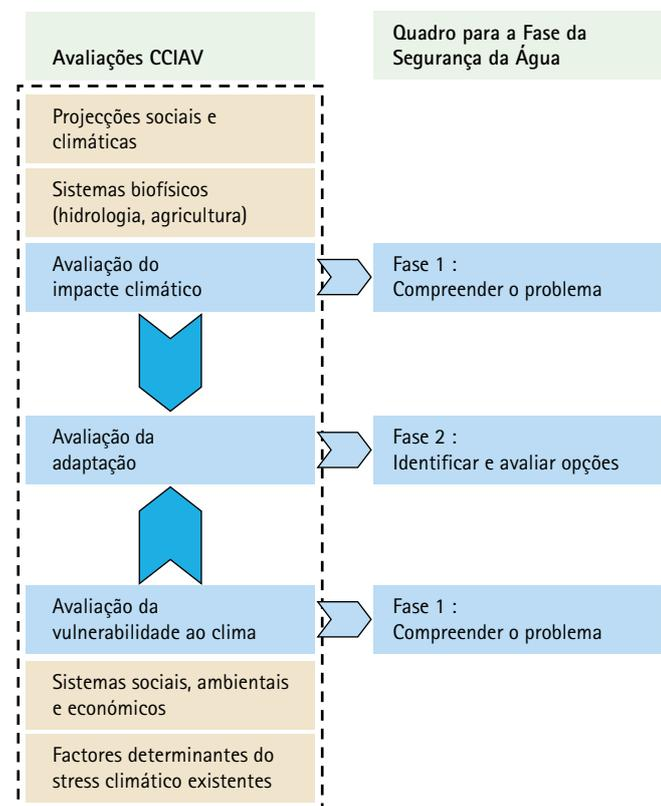 Avaliações CCIAV
Quadro para a Fase da
Segurança da Água
Projecções sociais e
climáticas
Sistemas biofísicos
(hidrologia, agricultura)
Avaliação do
impacte climático
Fase 1 :
Compreender o problema
Avaliação da
adaptação
Fase 2 :
Identificar e avaliar opções
Avaliação da
vulnerabilidade ao clima
Fase 1 :
Compreender o problema
Sistemas sociais, ambientais
e económicos
Factores determinantes do
stress climático existentes